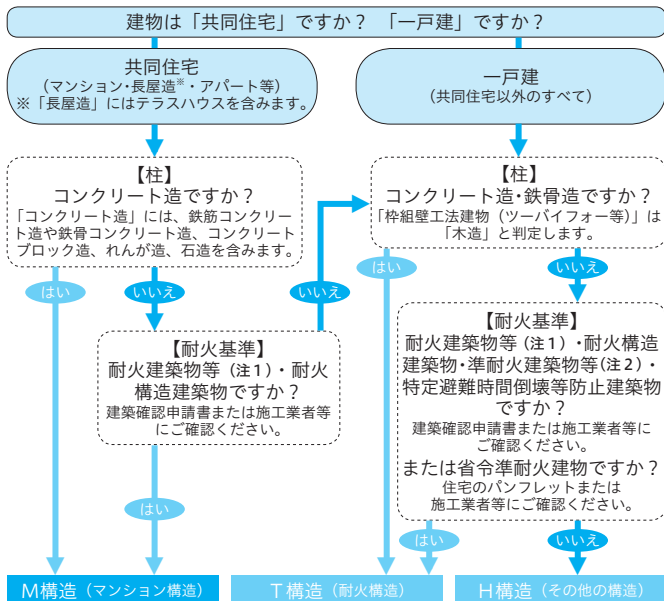 建物は「共同住宅」ですか？ 「一戸建」ですか？
共同住宅
（マンション・長屋造※・アパート等）
※「長屋造」にはテラスハウスを含みます。
一戸建
（共同住宅以外のすべて）
【柱】
コンクリート造ですか？
「コンクリート造」には、鉄筋コンクリー
ト造や鉄骨コンクリート造、コンクリート
ブロック造、れんが造、石造を含みます。
【柱】
コンクリート造・鉄骨造ですか？
「枠組壁工法建物（ツーバイフォー等）」は
「木造」と判定します。
はい
いいえ
いいえ
はい
いいえ
【耐火基準】
耐火建築物等（注１）・耐火
構造建築物ですか？
建築確認申請書または施工業者等
にご確認ください。
【耐火基準】
耐火建築物等（注１）・耐火構造
建築物・準耐火建築物等（注２）・
特定避難時間倒壊等防止建築物
ですか？
建築確認申請書または施工業者等に
ご確認ください。
または省令準耐火建物ですか？
住宅のパンフレットまたは
施工業者等にご確認ください。
はい
はい
いいえ
Ｍ構造（マンション構造）
Ｔ構造（耐火構造）
Ｈ構造（その他の構造）